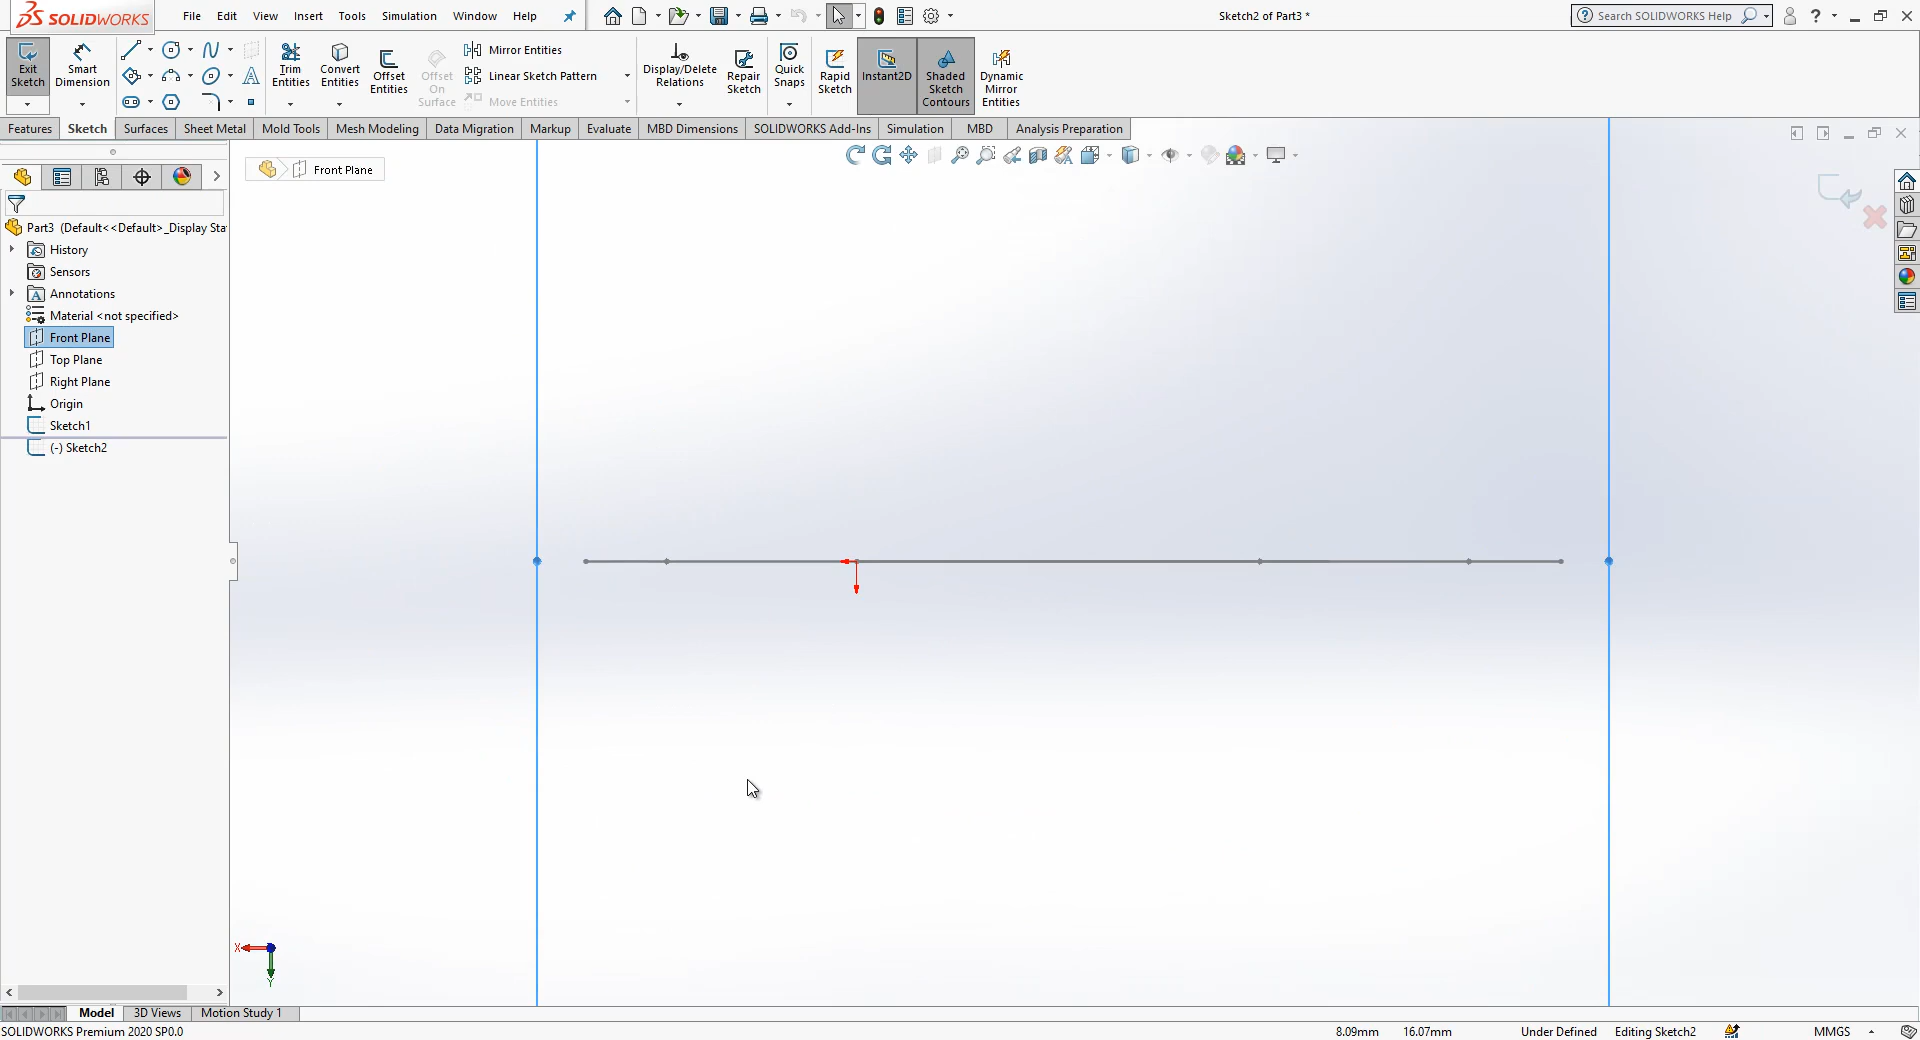 SOLIDWORKS File Edit View Insert Tools Simulation Window Help Sketch2 of Part3 * Search SOLIDWORKS Help
Exit Sketch
Smart Dimension
Trim Entities
Convert Entities
Offset Entities
Offset On Surface
Mirror Entities
Linear Sketch Pattern
Move Entities
Display/Delete Relations
Repair Sketch
Quick Snaps
Rapid Sketch
Instant2D
Shaded Sketch Contours
Dynamic Mirror Entities
Features Sketch Surfaces Sheet Metal Mold Tools Mesh Modeling Data Migration Markup Evaluate MBD Dimensions SOLIDWORKS Add-Ins Simulation MBD Analysis Preparation
Front Plane
Part3 (Default<<Default>_Display Sta
History
Sensors
Annotations
Material <not specified>
Front Plane
Top Plane
Right Plane
Origin
Sketch1
(-) Sketch2
X
Y
Model 3D Views Motion Study 1
SOLIDWORKS Premium 2020 SP0.0 8.09mm 16.07mm Under Defined Editing Sketch2 MMGS